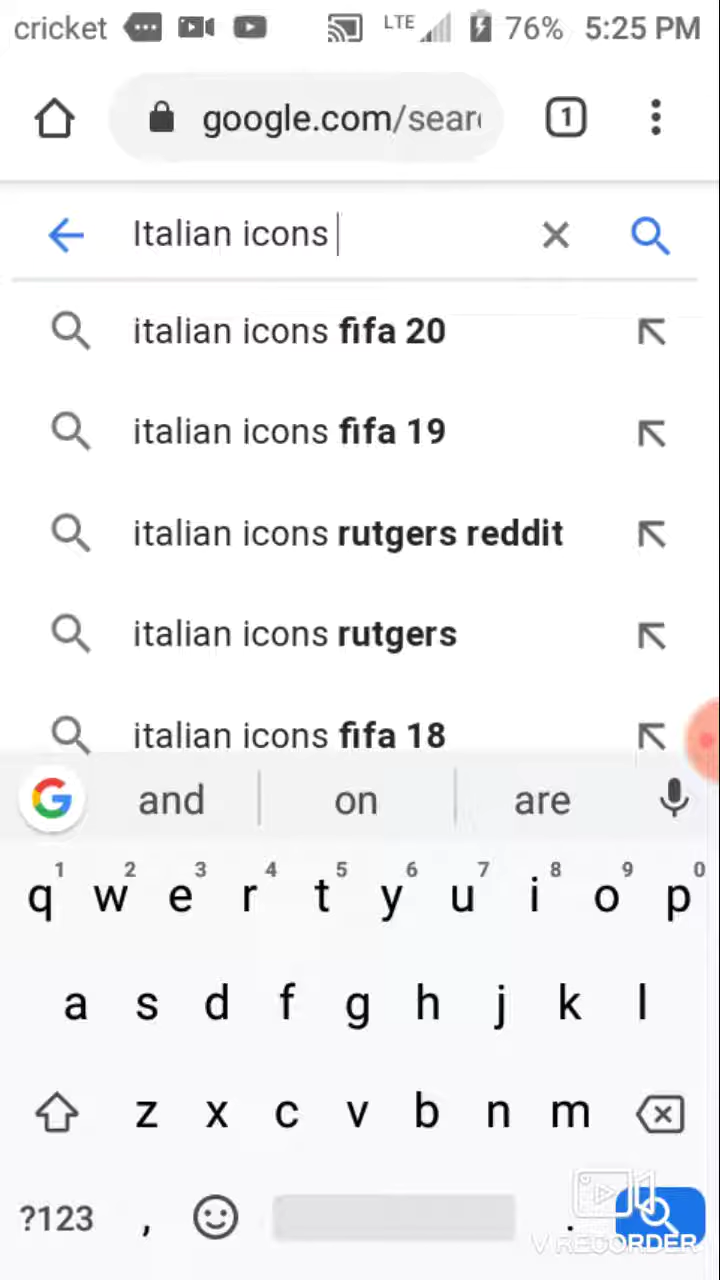 cricket LTE 76% 5:25 PM
google.com/sear
1
Italian icons
italian icons fifa 20
italian icons fifa 19
italian icons rutgers reddit
italian icons rutgers
italian icons fifa 18
G and on are
1 2 3 4 5 6 7 8 9 0
q w e r t y u i o p
a s d f g h j k l
z x c v b n m
?123 , .
V RECORDER